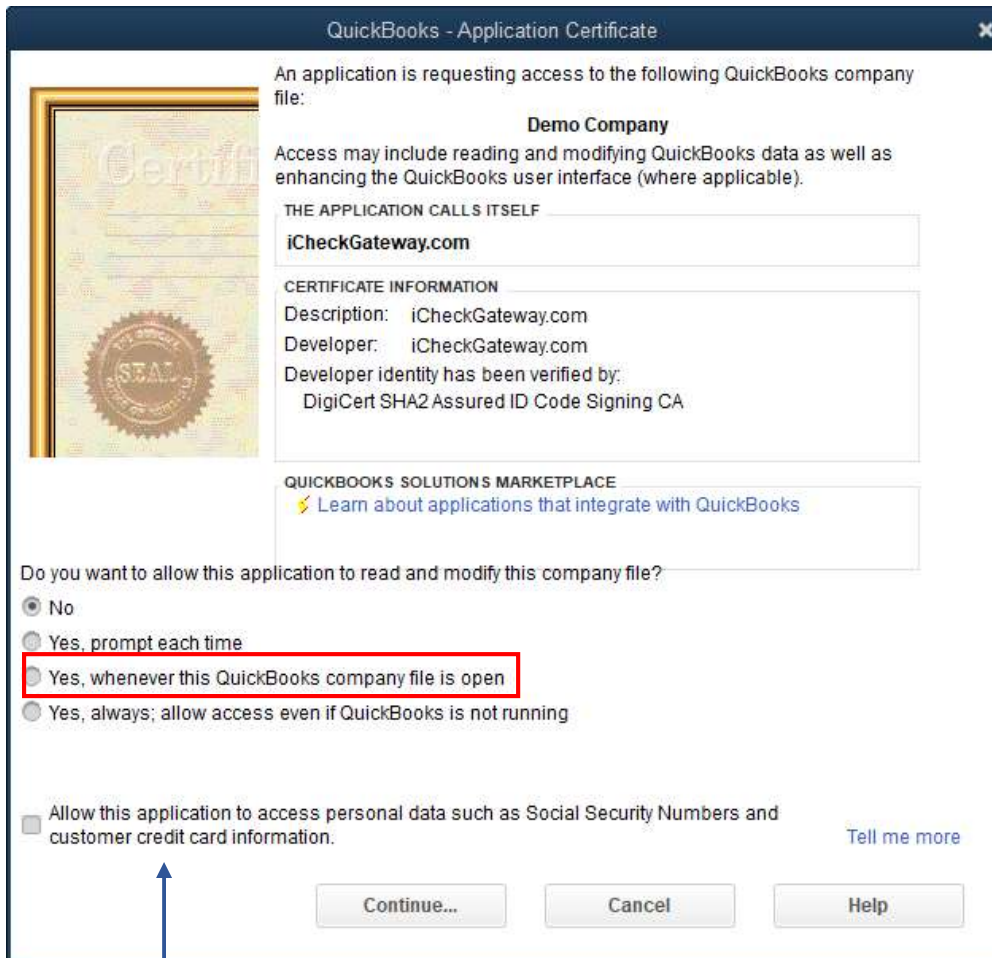 QuickBooks - Application Certificate
An application is requesting access to the following QuickBooks company
file:
Demo Company
Access may include reading and modifying QuickBooks data as well as
enhancing the QuickBooks user interface (where applicable).
THE APPLICATION CALLS ITSELF
iCheckGateway.com
CERTIFICATE INFORMATION
Description: iCheckGateway.com
Developer: iCheckGateway.com
Developer identity has been verified by:
DigiCert SHA2 Assured ID Code Signing CA
SEAL
QUICKBOOKS SOLUTIONS MARKETPLACE
Learn about applications that integrate with QuickBooks
Do you want to allow this application to read and modify this company file?
No
Yes, prompt each time
Yes, whenever this QuickBooks company file is open
Yes, always; allow access even if QuickBooks is not running
Allow this application to access personal data such as Social Security Numbers and
customer credit card information.
Tell me more
Continue...
Cancel
Help